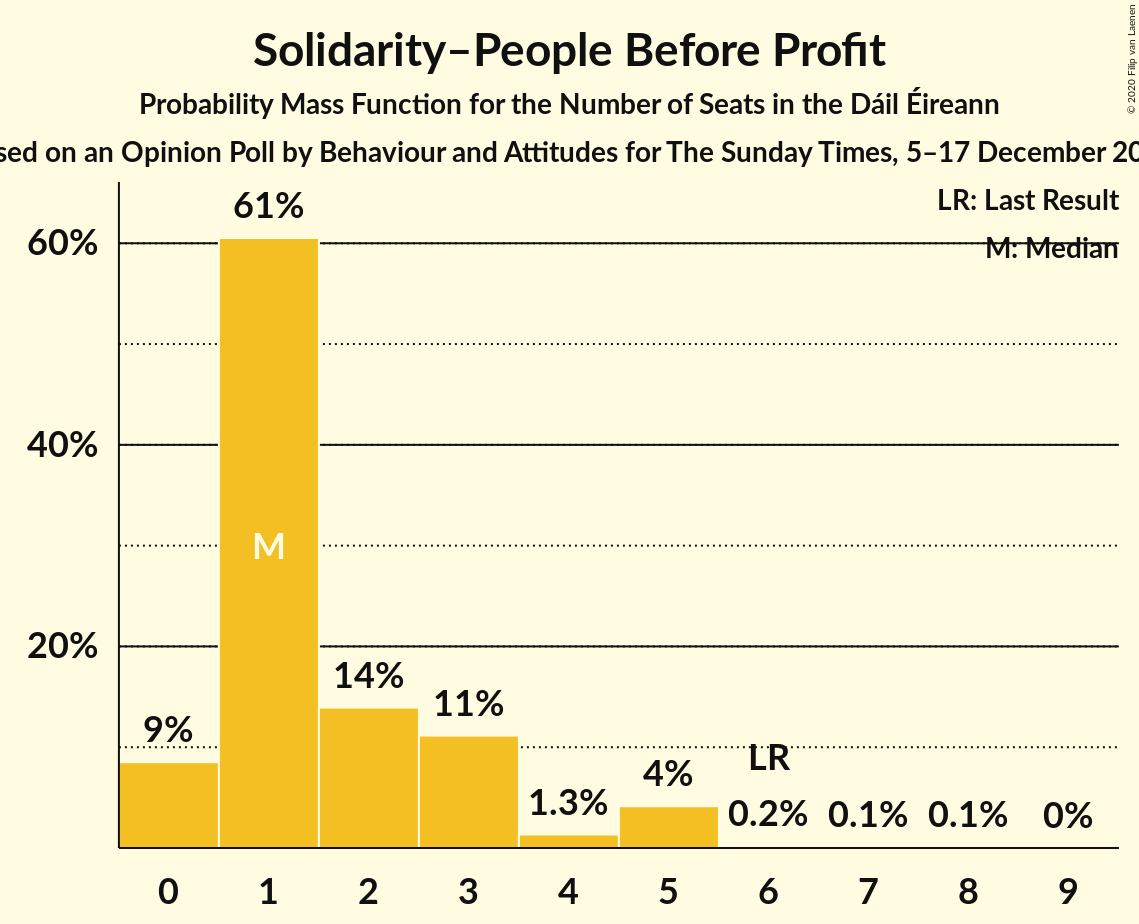 Solidarity–People Before Profit
Probability Mass Function for the Number of Seats in the Dáil Éireann
on an Opinion Poll by Behaviour and Attitudes for The Sunday Times, 5–17 December
© 2020 Filip van Laenen
LR: Last Result
M: Median
60%
40%
20%
9%
61%
M
14%
11%
1.3%
4%
LR
0.2%
0.1%
0.1%
0%
0 1 2 3 4 5 6 7 8 9